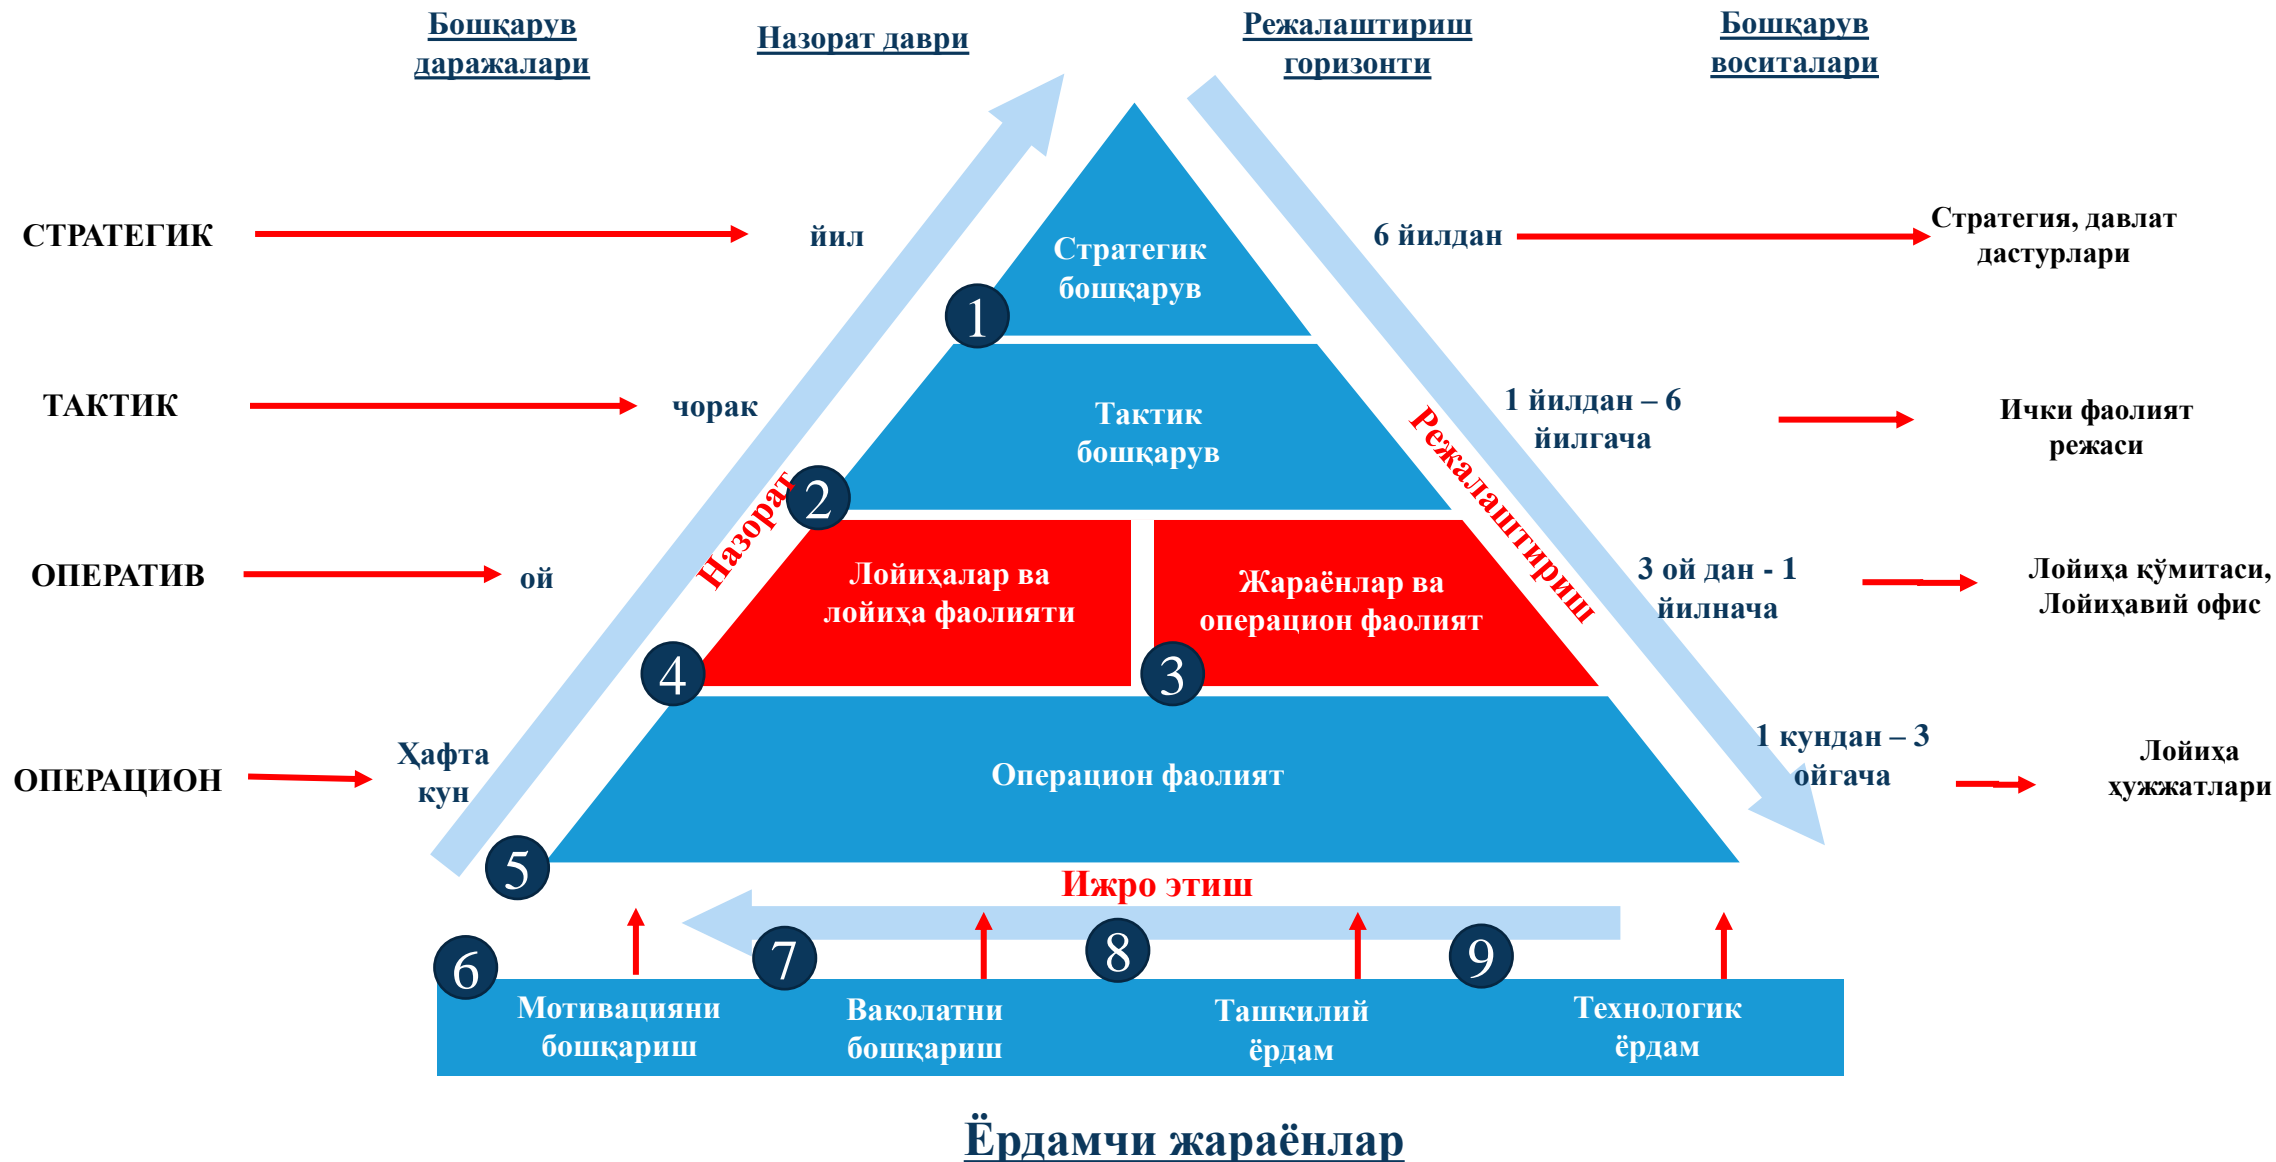 Бошқарув
даражалари
Назорат даври
Режалаштириш
горизонти
Бошқарув
воситалари
СТРАТЕГИК
йил
Стратегик
бошқарув
6 йилдан
Стратегия, давлат
дастурлари
1
ТАКТИК
чорак
Тактик
бошқарув
1 йилдан – 6
йилгача
Ички фаолият
режаси
2
Назорат
Режалаштириш
ОПЕРАТИВ
ой
Лойиҳалар ва
лойиҳа фаолияти
Жараёнлар ва
операцион фаолият
3 ой дан - 1
йилнача
Лойиҳа қўмитаси,
Лойиҳавий офис
4
3
ОПЕРАЦИОН
Ҳафта
кун
Операцион фаолият
1 кундан – 3
ойгача
Лойиҳа
ҳужжатлари
5
Ижро этиш
6
7
8
9
Мотивацияни
бошқариш
Ваколатни
бошқариш
Ташкилий
ёрдам
Технологик
ёрдам
Ёрдамчи жараёнлар